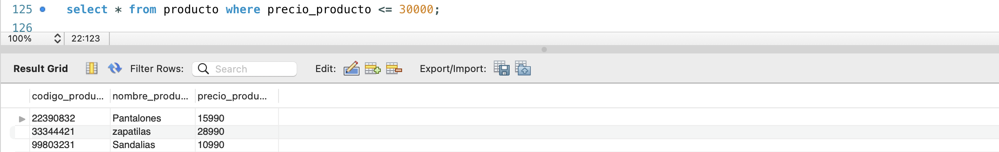 125 select * from producto where precio_producto <= 30000;
126
100% 22:123
Result Grid Filter Rows: Search Edit: Export/Import:
codigo_produ... nombre_produ... precio_produ...
22390832 Pantalones 15990
33344421 zapatilas 28990
99803231 Sandalias 10990